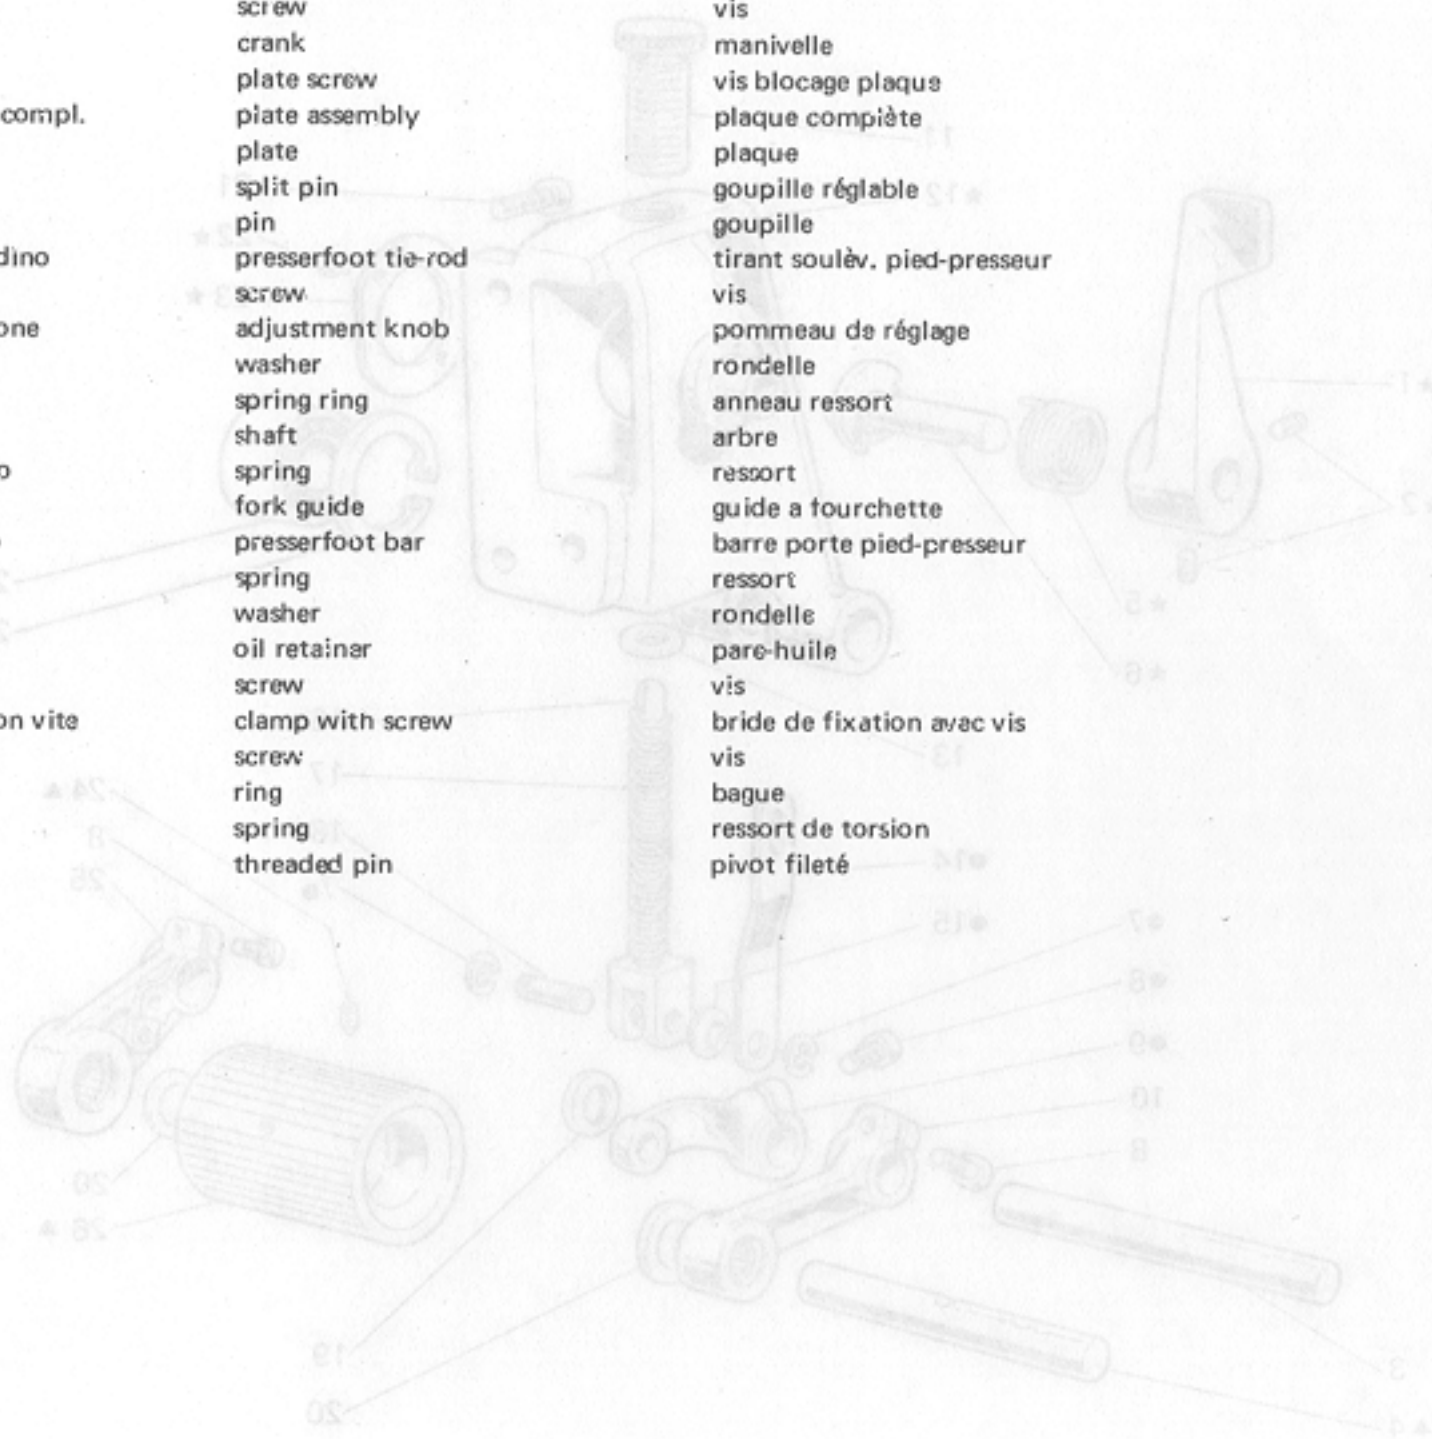 screw vis
crank manivelle
plate screw vis blocage plaque
compl. piate assembly plaque compiète
plate plaque
split pin goupille réglable
pin goupille
dino presserfoot tie-rod tirant soulèv. pied-presseur
screw vis
one adjustment knob pommeau de réglage
washer rondelle
spring ring anneau ressort
shaft arbre
spring ressort
fork guide guide a fourchette
presserfoot bar barre porte pied-presseur
spring ressort
washer rondelle
oil retainar pare-huile
screw vis
on vite clamp with screw bride de fixation avec vis
screw vis
ring bague
spring ressort de torsion
threaded pin pivot fileté